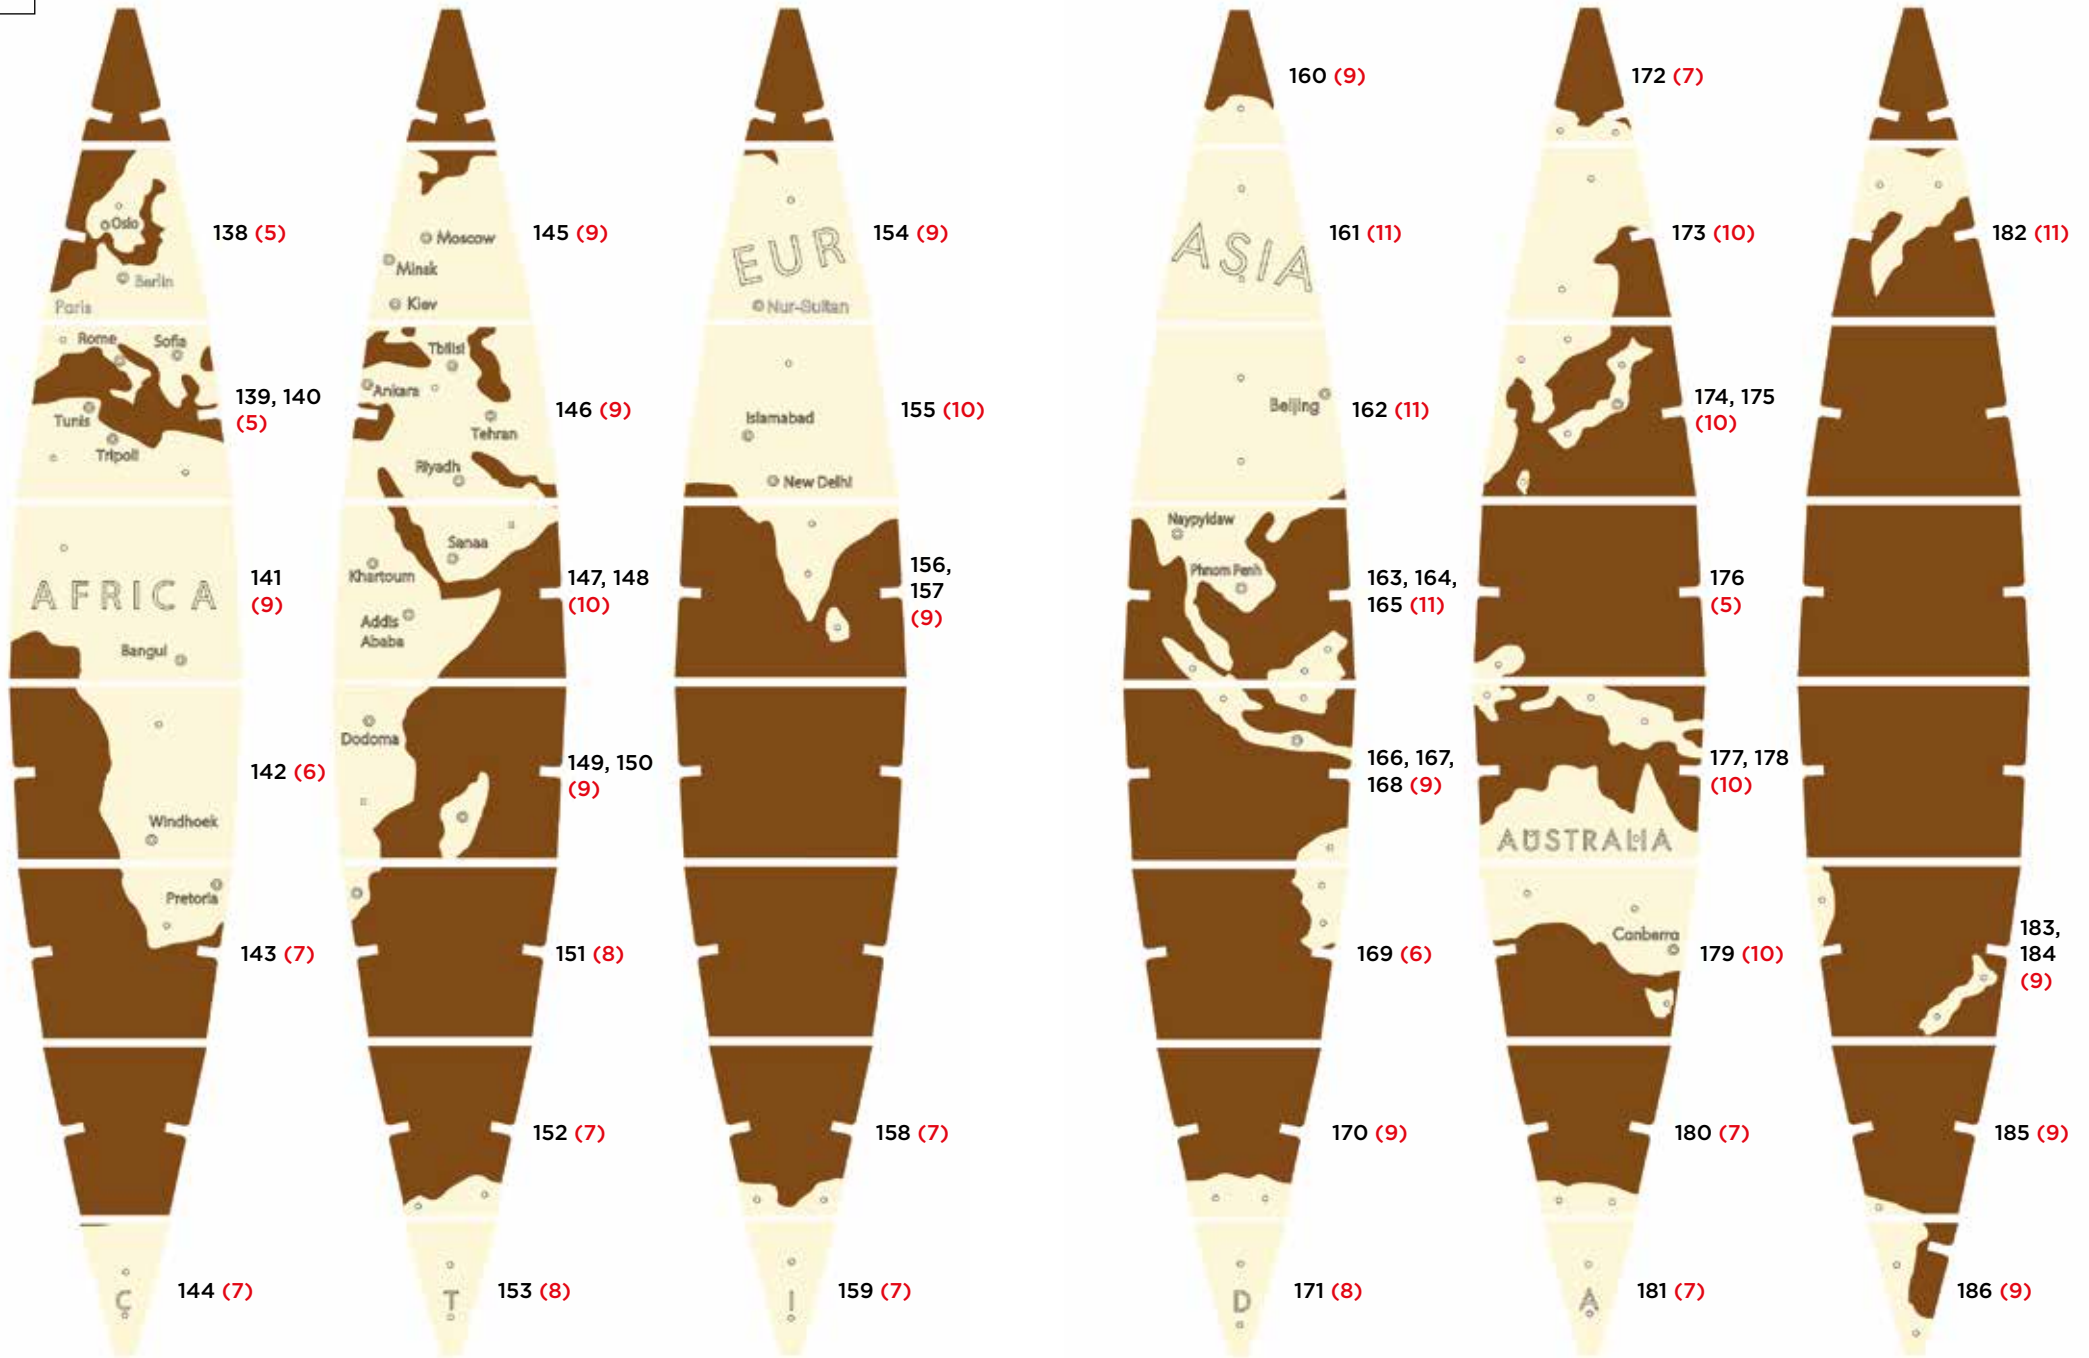 Oslo
Berlin
Paris
138 (5)
Rome
Sofia
Tunis
Tripoli
139, 140
(5)
AFRICA
Bangui
141
(9)
Windhoek
142 (6)
Pretoria
143 (7)
C
144 (7)
Moscow
Minsk
Kiev
145 (9)
Tbilisi
Ankara
Tehran
Riyadh
146 (9)
Sanaa
Khartoum
Addis
Ababa
147, 148
(10)
Dodoma
149, 150
(9)
151 (8)
152 (7)
T
153 (8)
EUR
Nur-Sultan
154 (9)
Islamabad
New Delhi
155 (10)
156,
157
(9)
158 (7)
I
159 (7)
160 (9)
ASIA
161 (11)
Beijing
162 (11)
Naypyidaw
Phnom Penh
163, 164,
165 (11)
166, 167,
168 (9)
169 (6)
170 (9)
D
171 (8)
172 (7)
173 (10)
174, 175
(10)
176
(5)
177, 178
(10)
AUSTRALIA
Canberra
179 (10)
180 (7)
A
181 (7)
182 (11)
183,
184
(9)
185 (9)
186 (9)